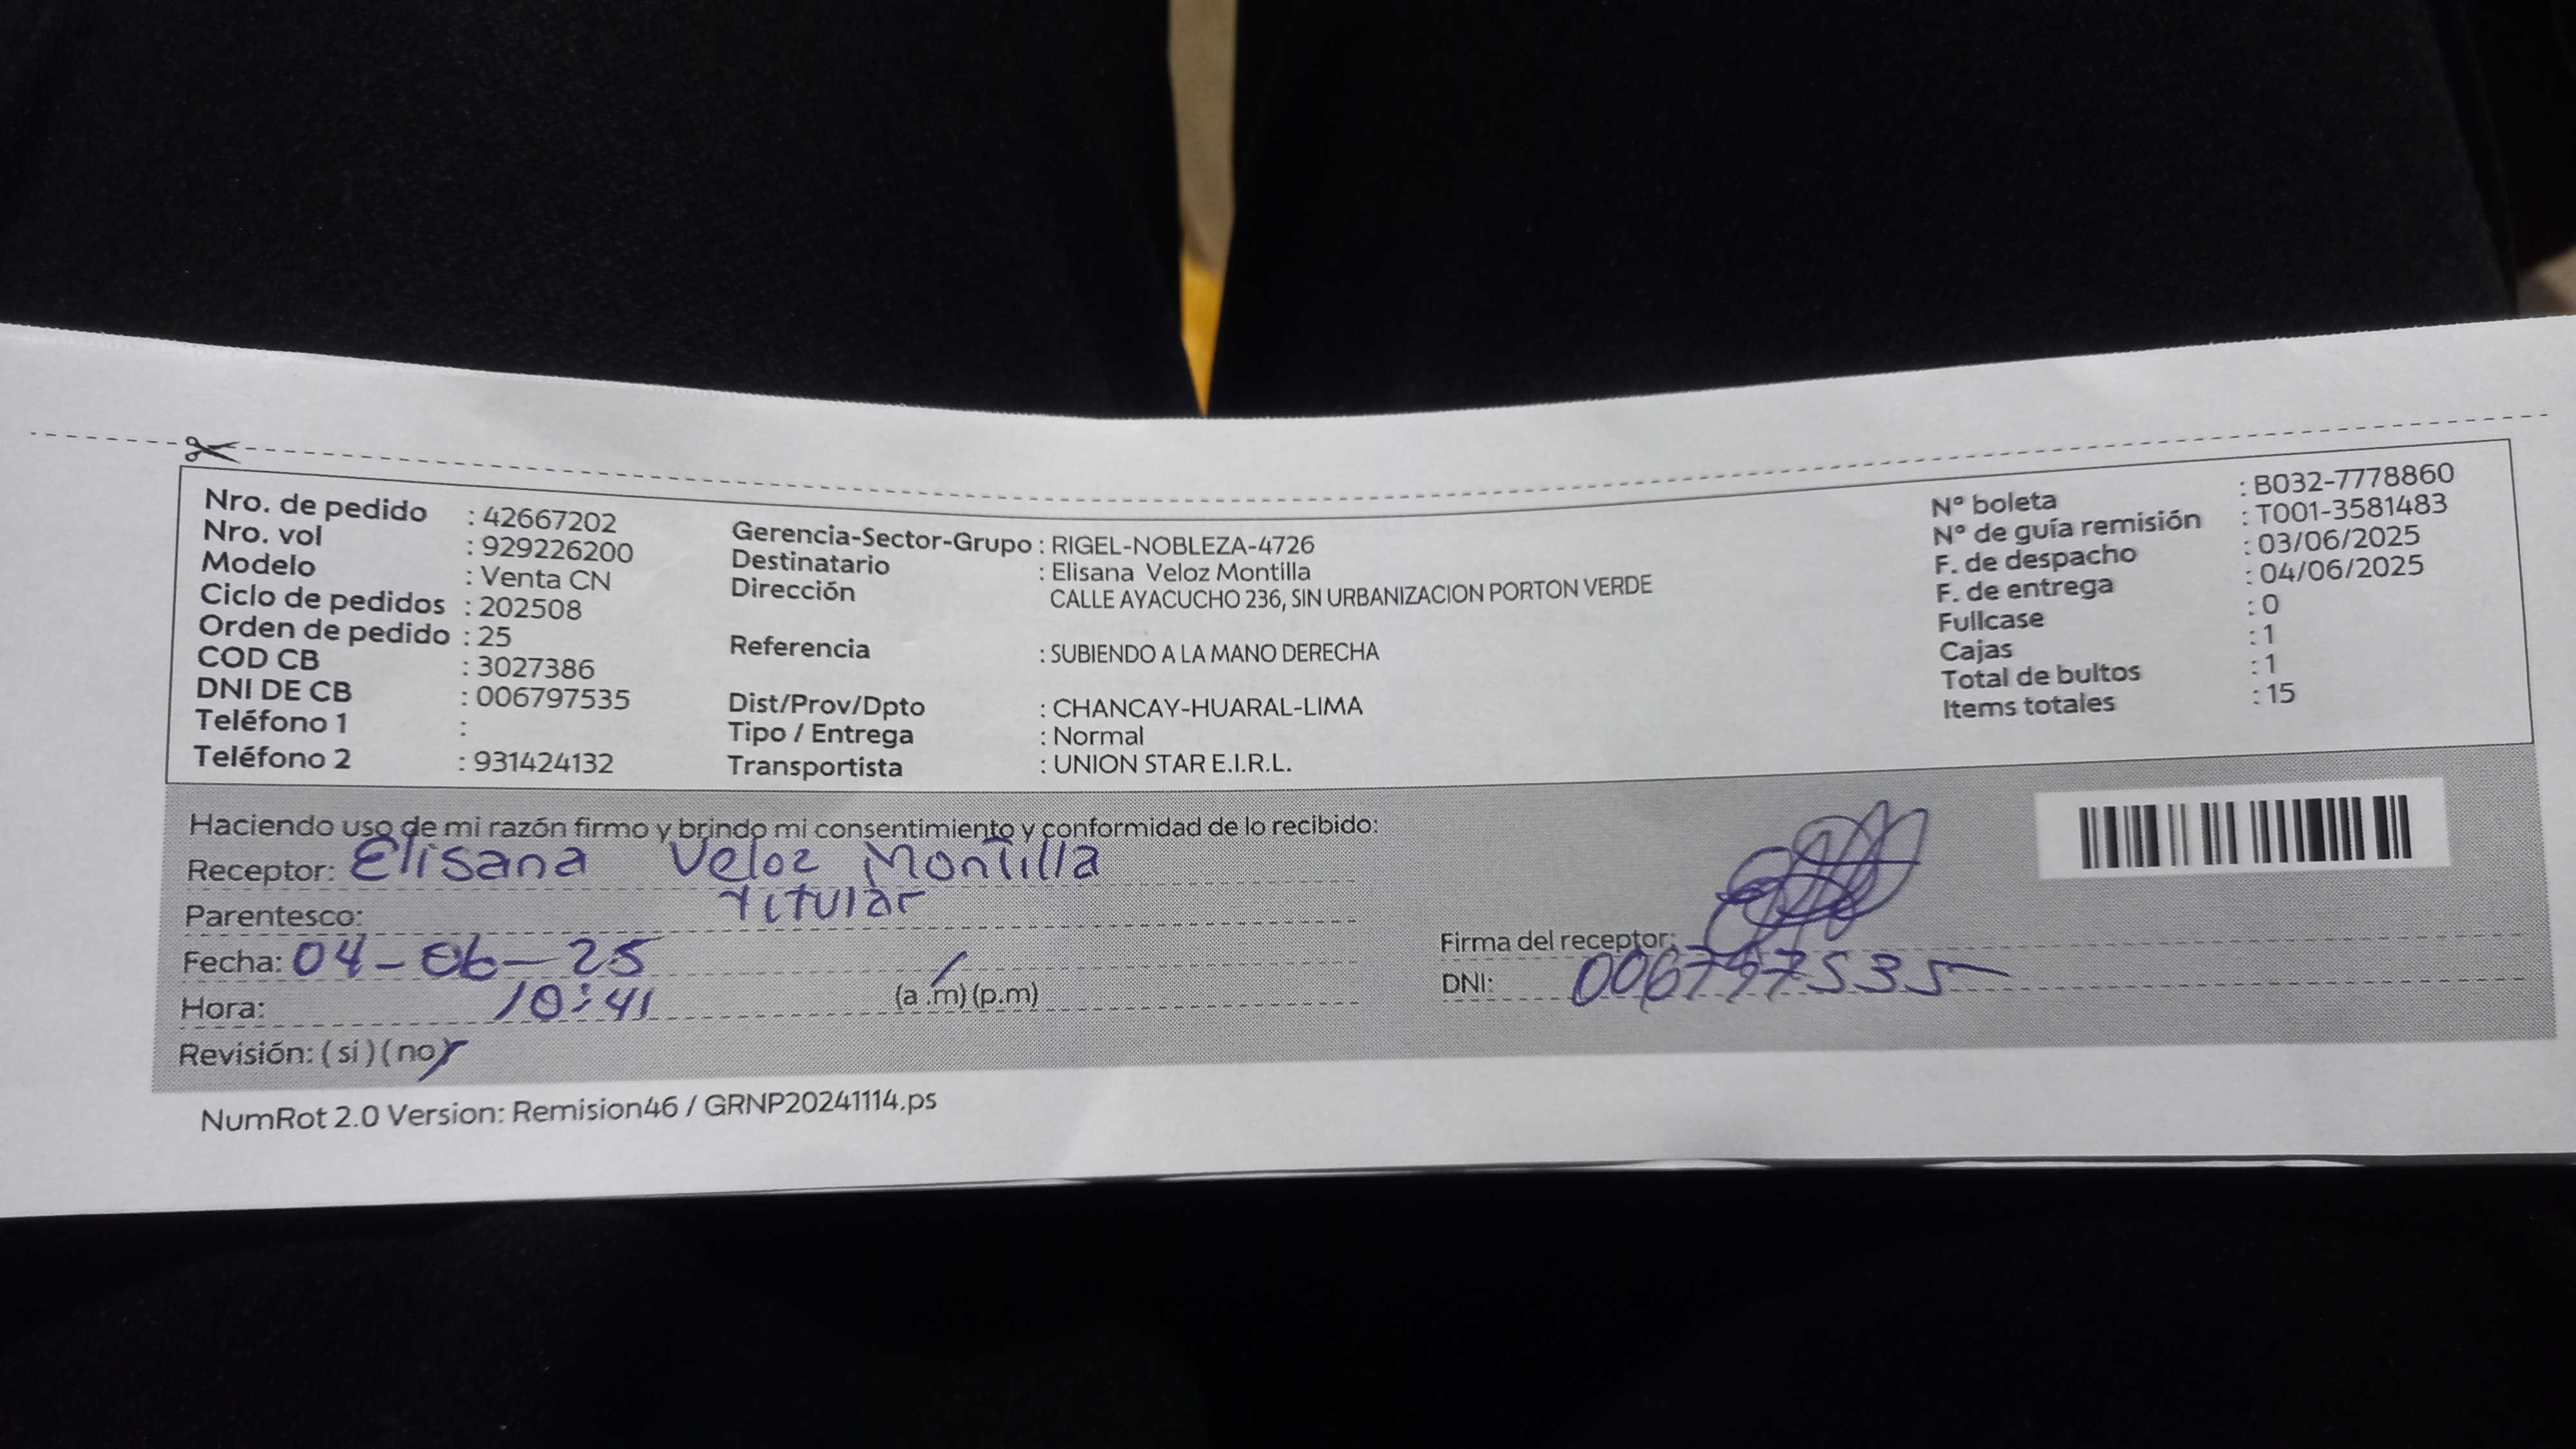 Nro. de pedido : 42667202
Nro. vol : 929226200
Modelo : Venta CN
Ciclo de pedidos : 202508
Orden de pedido : 25
COD CB : 3027386
DNI DE CB : 006797535
Teléfono 1 :
Teléfono 2 : 931424132
Gerencia-Sector-Grupo : RIGEL-NOBLEZA-4726
Destinatario : Elisana Veloz Montilla
Dirección CALLE AYACUCHO 236, SIN URBANIZACION PORTON VERDE
Referencia : SUBIENDO A LA MANO DERECHA
Dist/Prov/Dpto : CHANCAY-HUARAL-LIMA
Tipo / Entrega : Normal
Transportista : UNION STAR E.I.R.L.
N° boleta : B032-7778860
N° de guía remisión : T001-3581483
F. de despacho : 03/06/2025
F. de entrega : 04/06/2025
Fullcase : 0
Cajas : 1
Total de bultos : 1
Items totales : 15
Haciendo uso de mi razón firmo y brindo mi consentimiento y conformidad de lo recibido:
Receptor: Elisana Veloz Montilla
Parentesco: titular
Fecha: 04-06-25
Hora: 10:41 (a .m) (p.m)
Revisión: ( si ) ( no )
Firma del receptor:
DNI: 006797535
NumRot 2.0 Version: Remision46 / GRNP20241114.ps